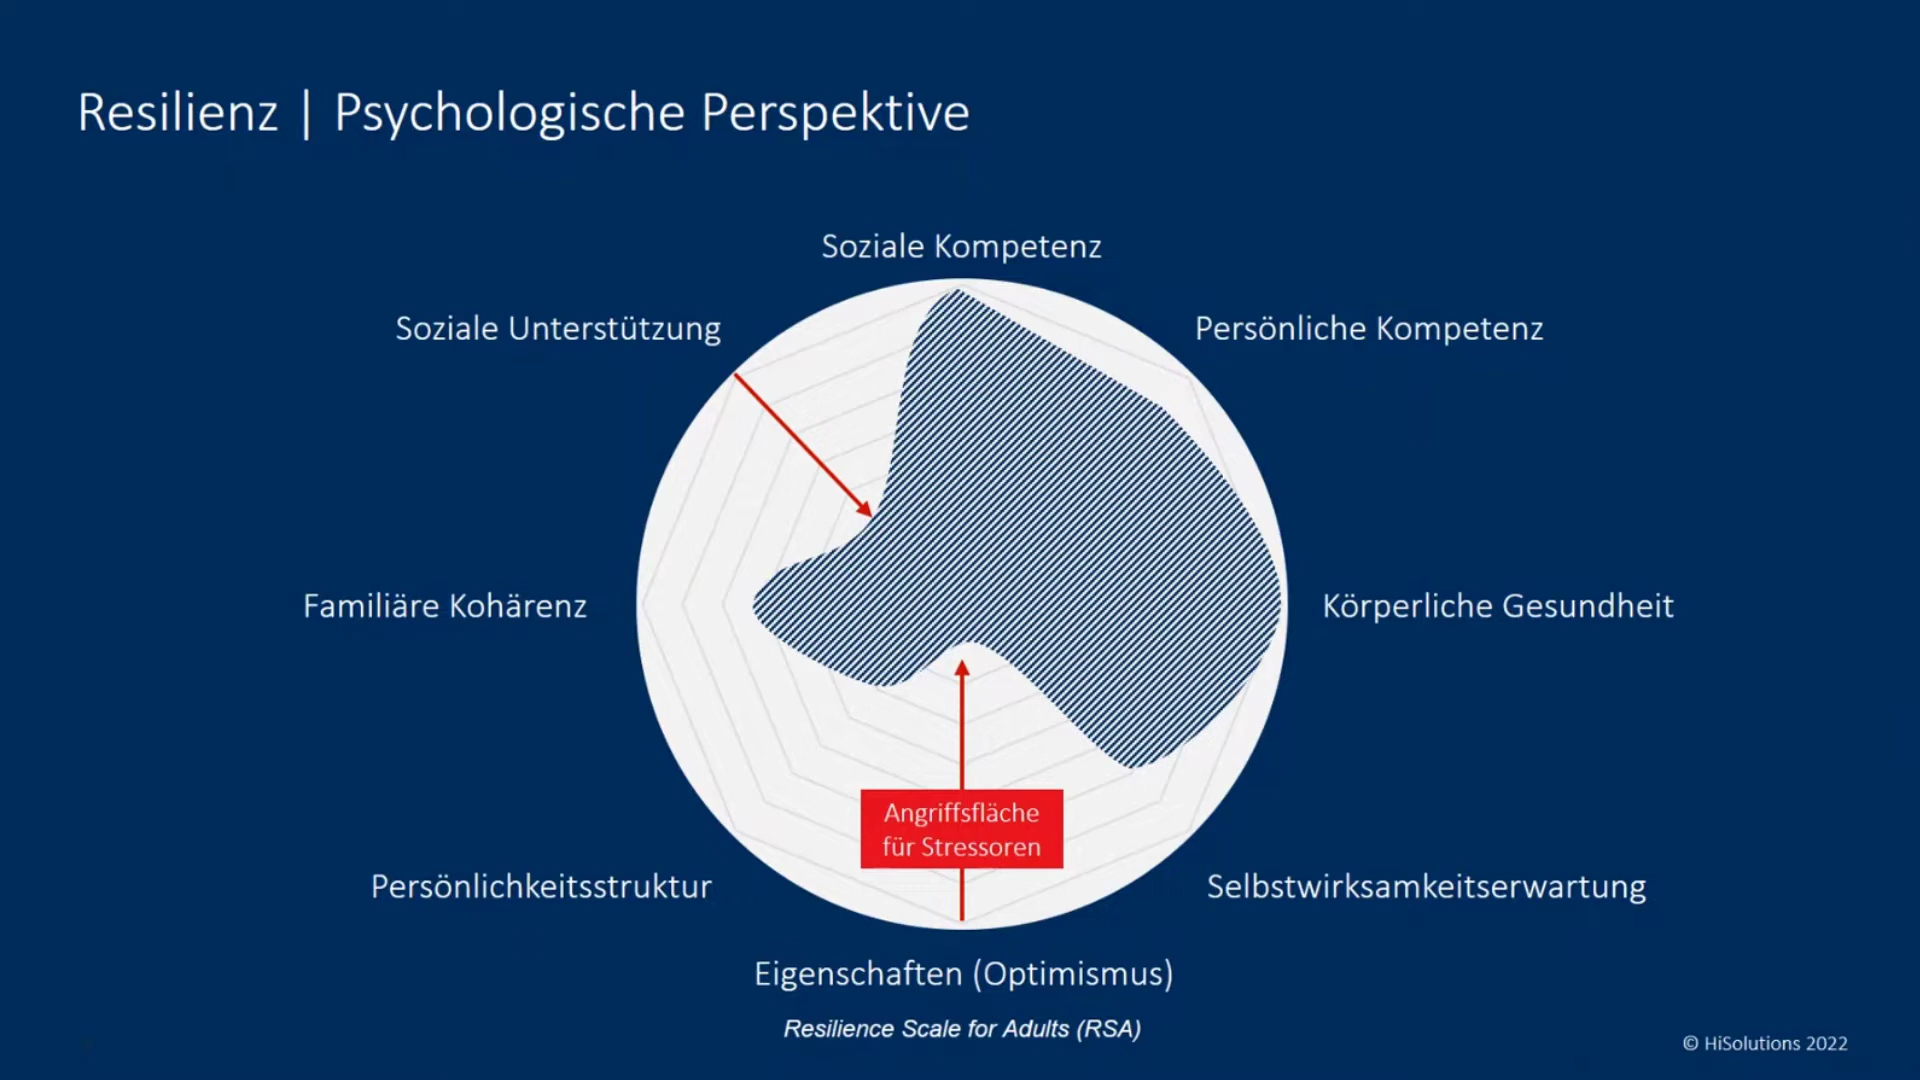 Resilienz | Psychologische Perspektive
Soziale Kompetenz
Soziale Unterstützung
Persönliche Kompetenz
Familiäre Kohärenz
Körperliche Gesundheit
Angriffsfläche
für Stressoren
Persönlichkeitsstruktur
Selbstwirksamkeitserwartung
Eigenschaften (Optimismus)
Resilience Scale for Adults (RSA)
© HiSolutions 2022